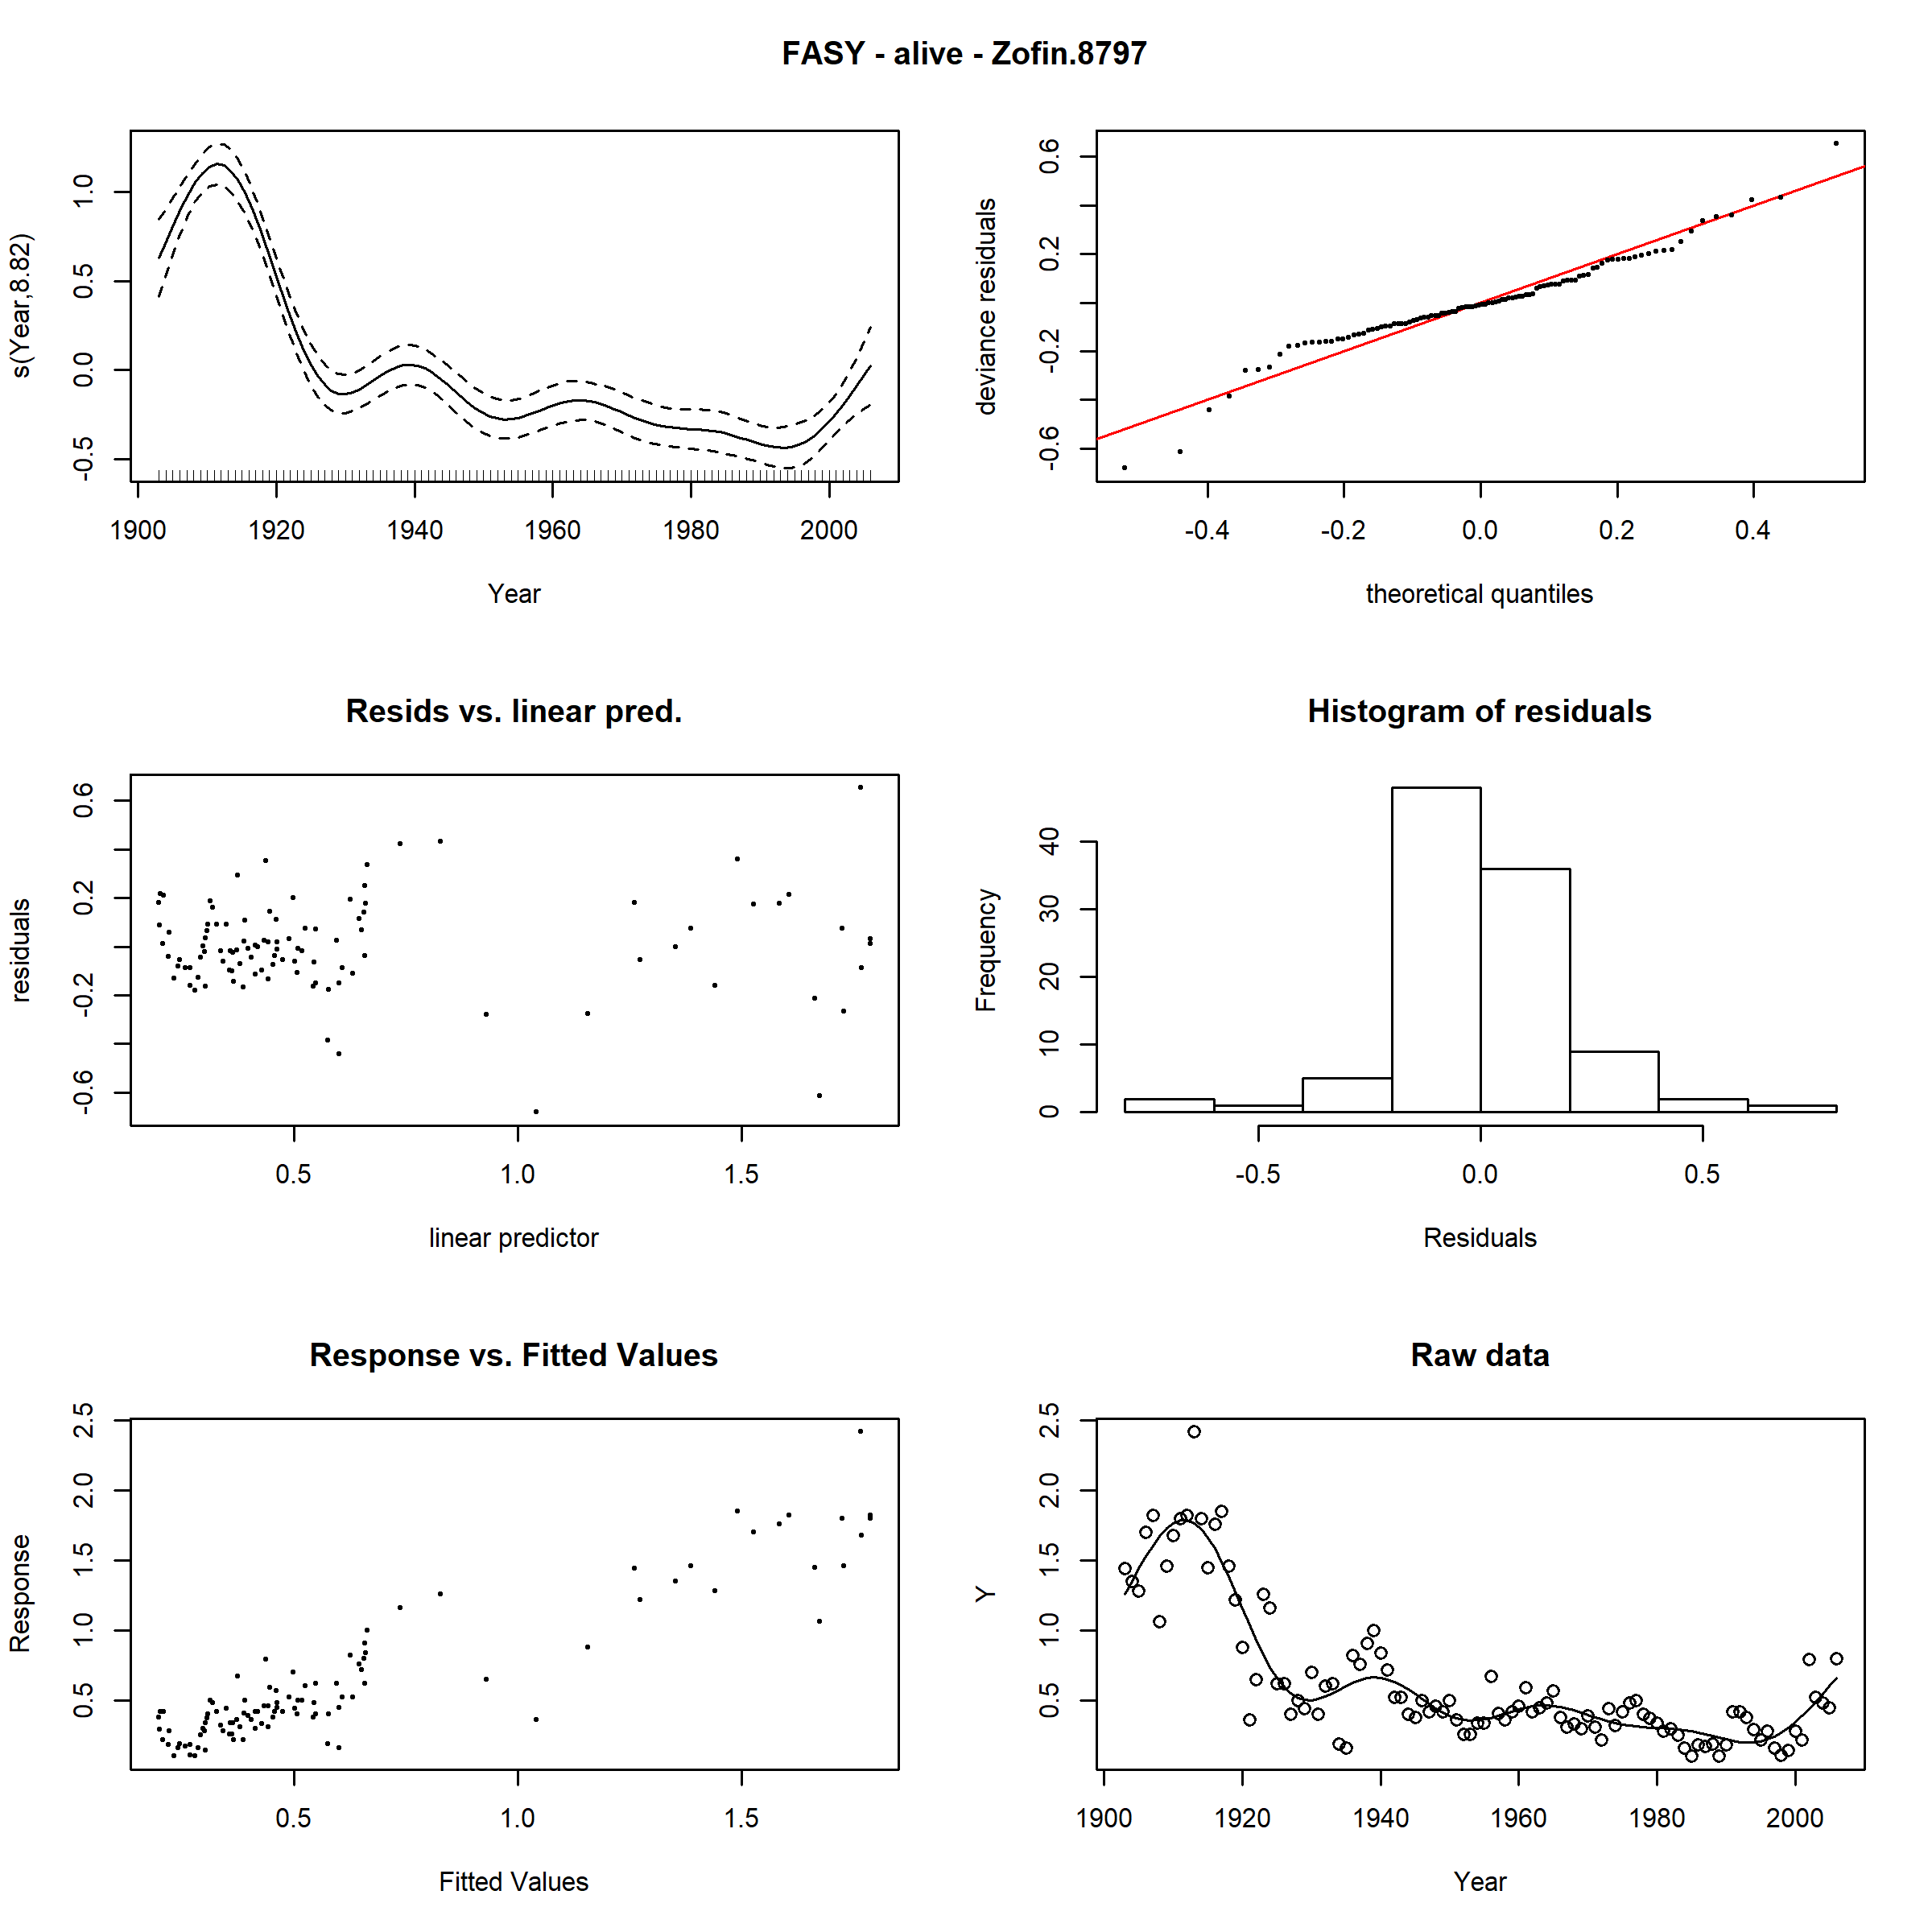 FASY - alive - Zofin.8797
s(Year,8.82)
1.0
0.5
0.0
-0.5
1900 1920 1940 1960 1980 2000
Year
deviance residuals
0.6
0.2
-0.2
-0.6
-0.4 -0.2 0.0 0.2 0.4
theoretical quantiles
Resids vs. linear pred.
residuals
0.6
0.2
-0.2
-0.6
0.5 1.0 1.5
linear predictor
Histogram of residuals
Frequency
40
30
20
10
0
-0.5 0.0 0.5
Residuals
Response vs. Fitted Values
Response
2.5
2.0
1.5
1.0
0.5
0.5 1.0 1.5
Fitted Values
Raw data
Y
2.5
2.0
1.5
1.0
0.5
1900 1920 1940 1960 1980 2000
Year